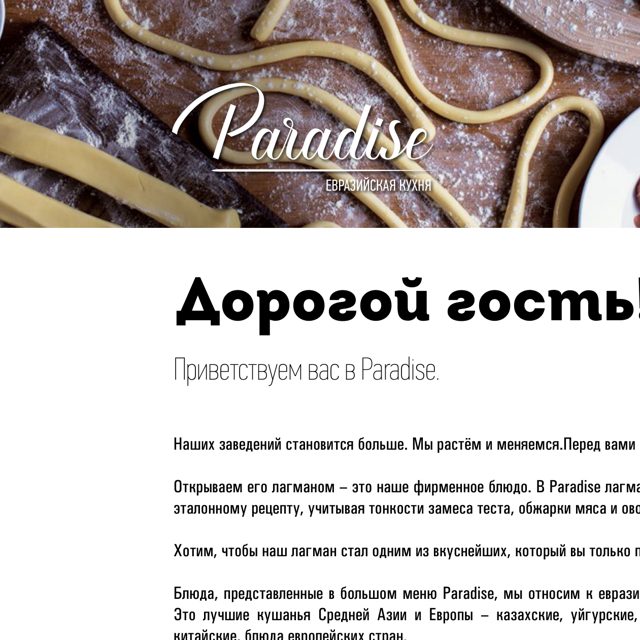 Paradise
ЕВРАЗИЙСКАЯ КУХНЯ
Дорогой гость!
Приветствуем вас в Paradise.
Наших заведений становится больше. Мы растём и меняемся.Перед вами
Открываем его лагманом – это наше фирменное блюдо. В Paradise
эталонному рецепту, учитывая тонкости замеса теста, обжарки мяса и
Хотим, чтобы наш лагман стал одним из вкуснейших, который вы только
Блюда, представленные в большом меню Paradise, мы относим к
Это лучшие кушанья Средней Азии и Европы – казахские, уйгурские,
китайские, блюда европейских стран.